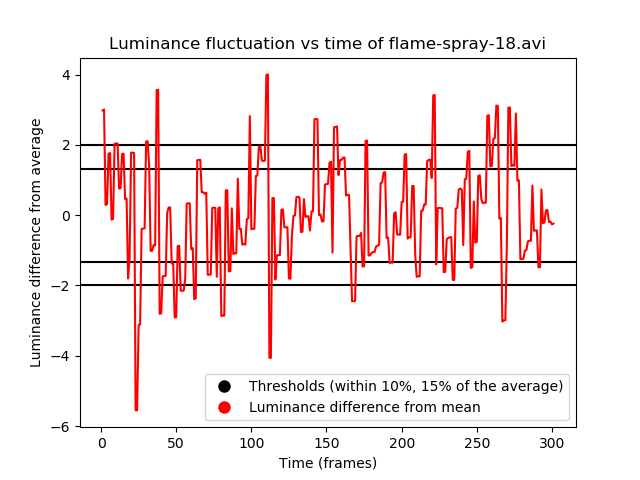 Luminance fluctuation vs time of flame-spray-18.avi
Luminance difference from average
4
2
0
−2
−4
−6
Thresholds (within 10%, 15% of the average)
Luminance difference from mean
0 50 100 150 200 250 300
Time (frames)